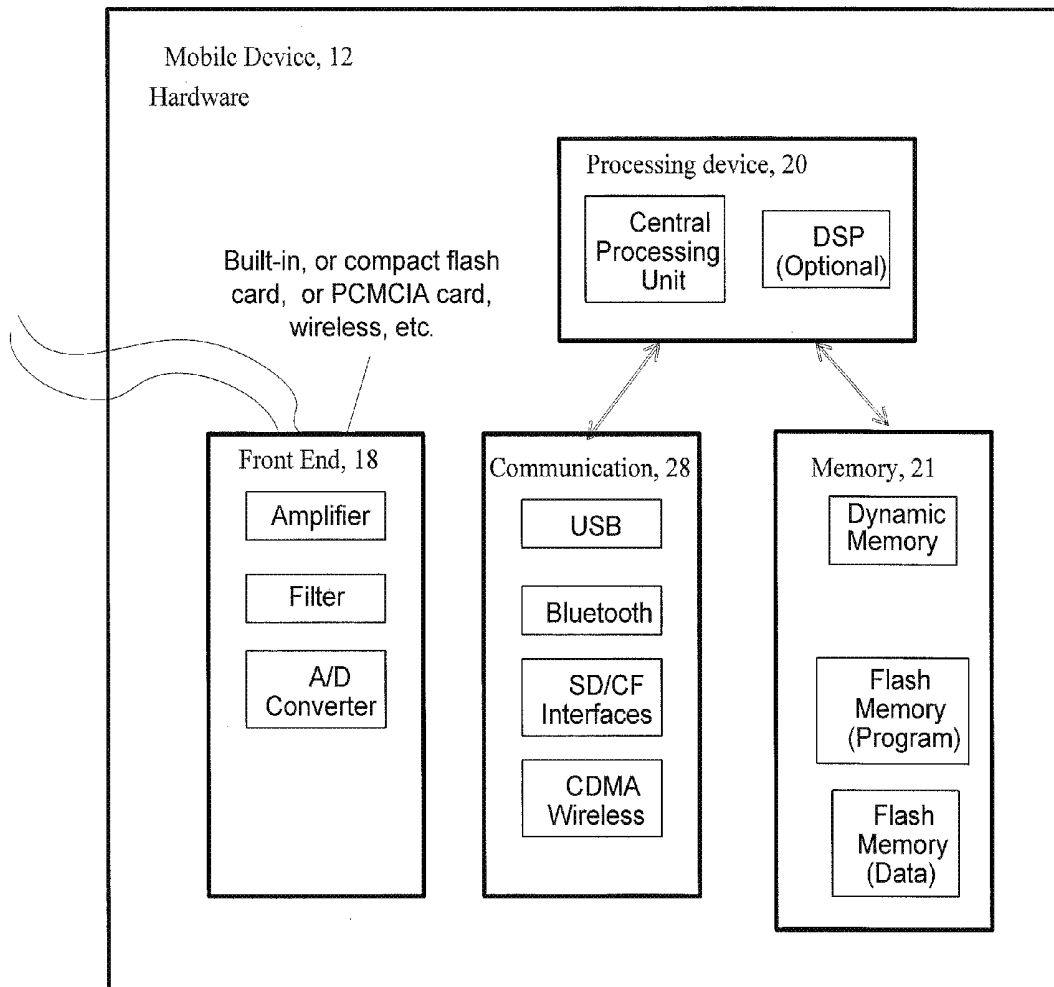 Mobile Device, 12
Hardware
Processing device, 20
Central
Processing
Unit
DSP
(Optional)
Built-in, or compact flash
card, or PCMCIA card,
wireless, etc.
Front End, 18
Amplifier
Filter
A/D
Converter
Communication, 28
USB
Bluetooth
SD/CF
Interfaces
CDMA
Wireless
Memory, 21
Dynamic
Memory
Flash
Memory
(Program)
Flash
Memory
(Data)